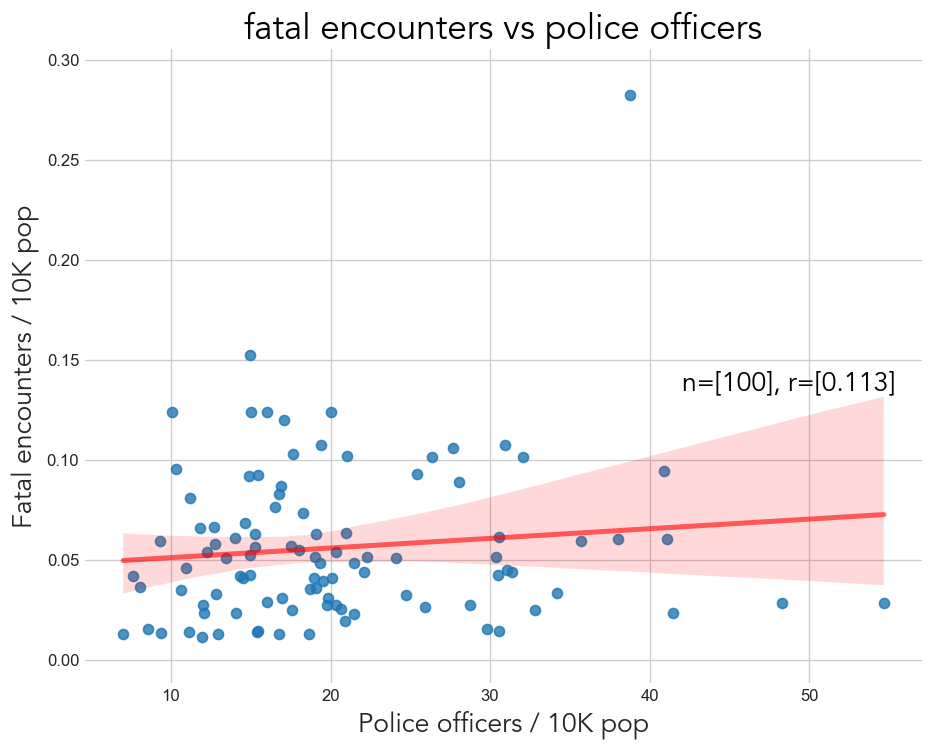 fatal encounters vs police officers
0.30
0.25
0.20
0.15
0.10
0.05
0.00
Fatal encounters / 10K pop
n=[100], r=[0.113]
10 20 30 40 50
Police officers / 10K pop